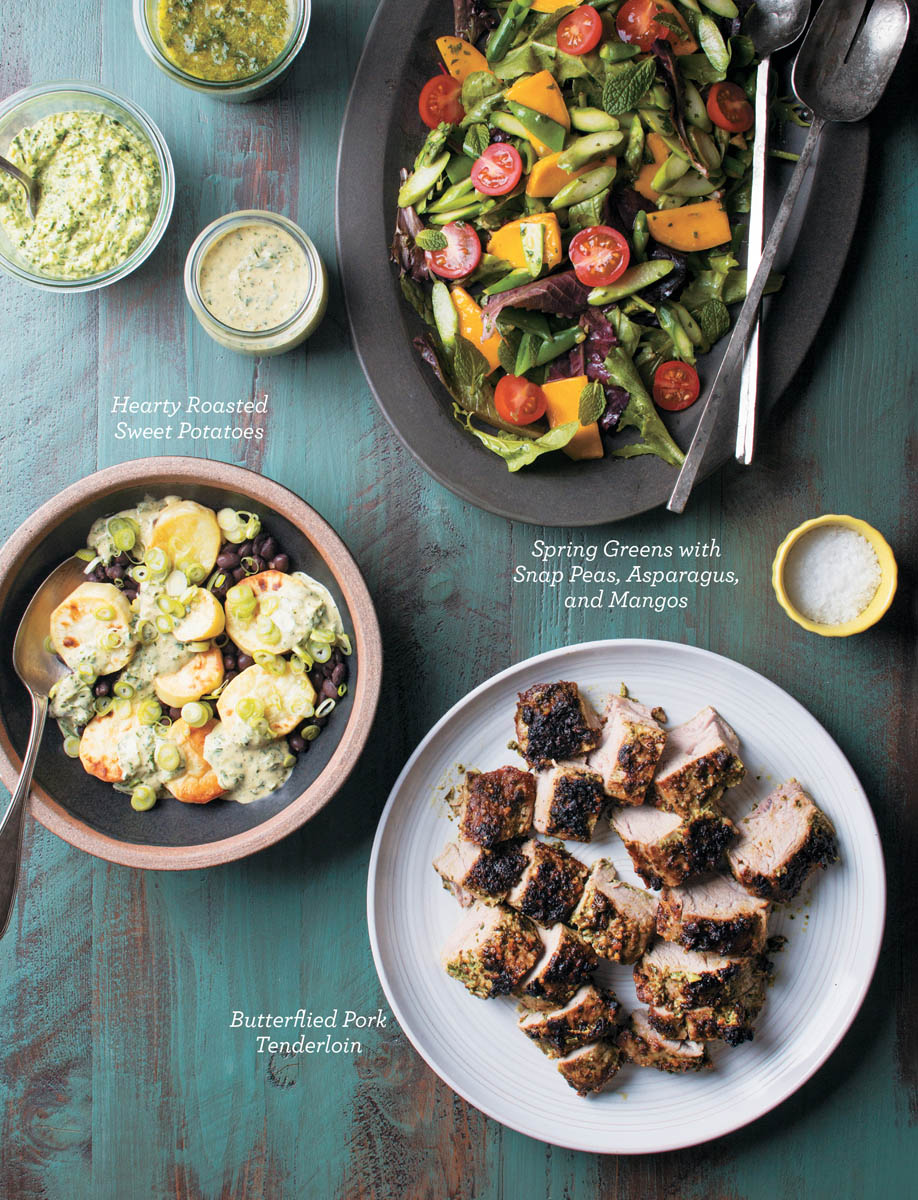 Hearty Roasted
Sweet Potatoes
Spring Greens with
Snap Peas, Asparagus,
and Mangos
Butterflied Pork
Tenderloin